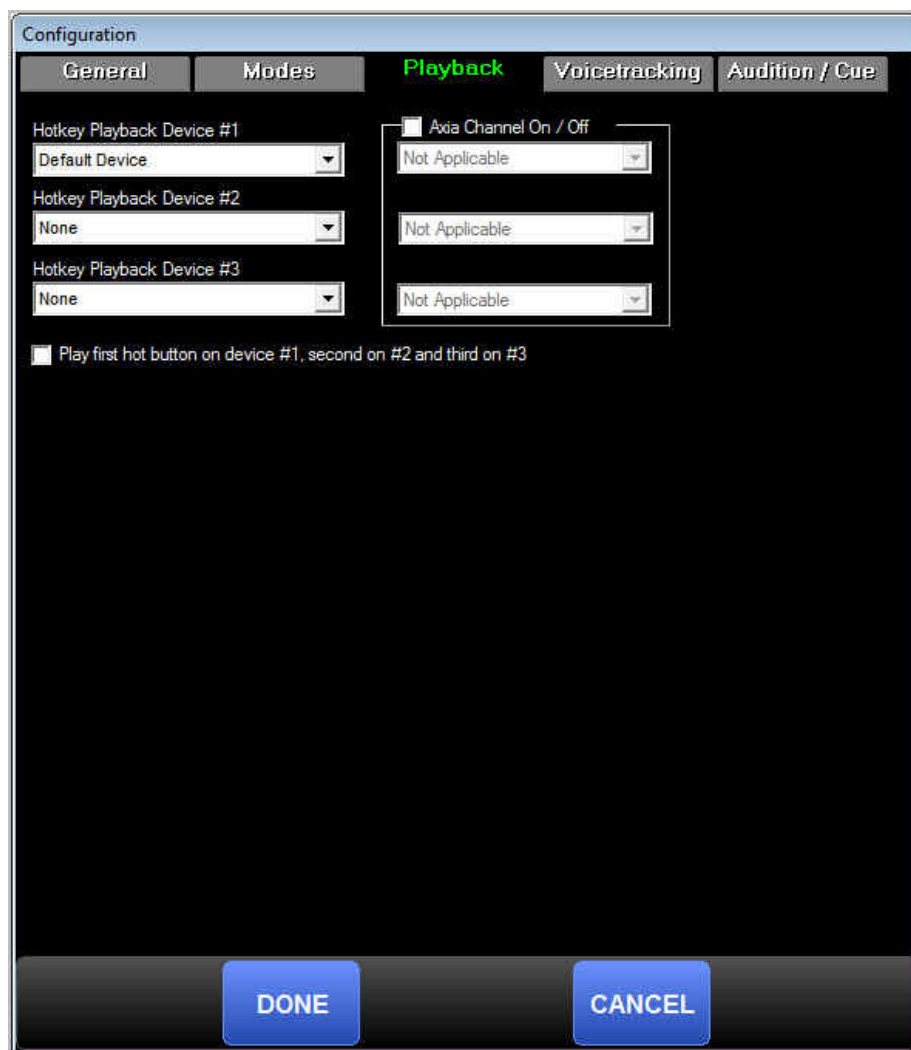 Configuration
General Modes Playback Voicetracking Audition / Cue
Hotkey Playback Device #1
Axia Channel On / Off
Default Device
Not Applicable
Hotkey Playback Device #2
None
Not Applicable
Hotkey Playback Device #3
None
Not Applicable
Play first hot button on device #1, second on #2 and third on #3
DONE CANCEL